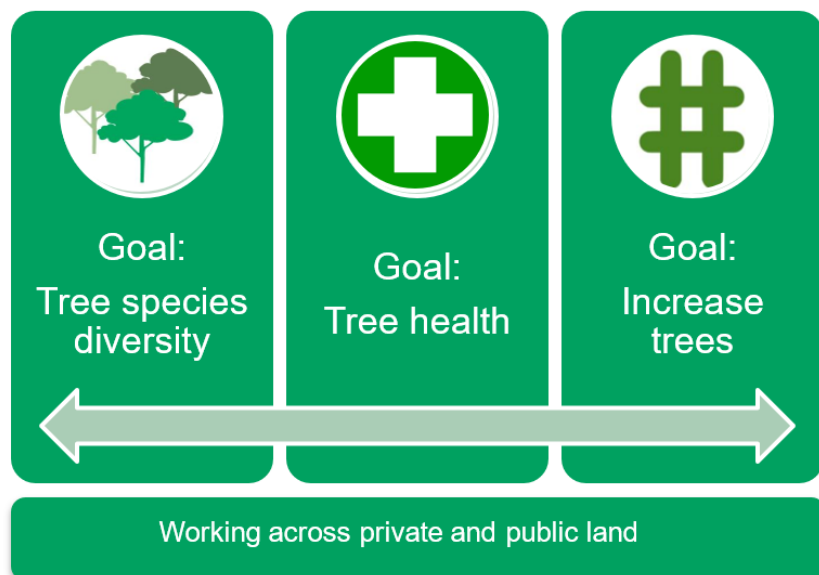 Goal:
Tree species
diversity
Goal:
Tree health
Goal:
Increase
trees
Working across private and public land